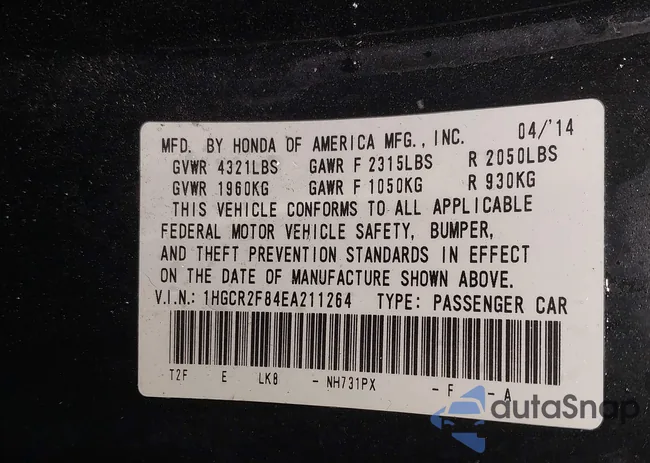 MFD. BY HONDA OF AMERICA MFG., INC. 04/'14
GVWR 4321LBS GAWR F 2315LBS R 2050LBS
GVWR 1960KG GAWR F 1050KG R 930KG
THIS VEHICLE CONFORMS TO ALL APPLICABLE
FEDERAL MOTOR VEHICLE SAFETY, BUMPER,
AND THEFT PREVENTION STANDARDS IN EFFECT
ON THE DATE OF MANUFACTURE SHOWN ABOVE.
V.I.N.: 1HGCR2F84EA211264 TYPE: PASSENGER CAR
T2F E LK8 - NH731PX - F - A
autoSnap